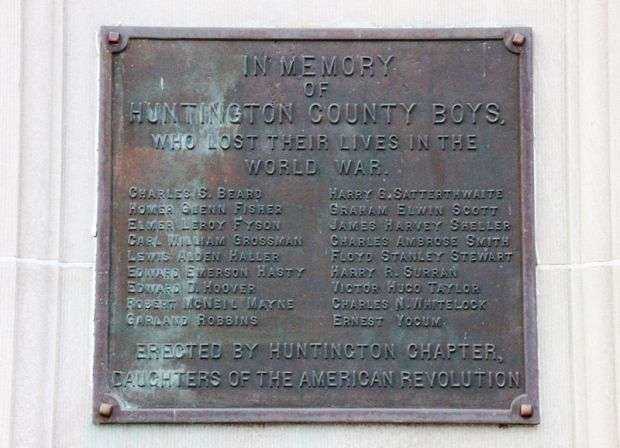 IN MEMORY
OF
HUNTINGTON COUNTY BOYS.
WHO LOST THEIR LIVES IN THE
WORLD WAR.
CHARLES S. BEARD
HOMER GLENN FISHER
ELMER LEROY FYSON
CARL WILLIAM GROSSMAN
LEWIS ALDEN HALLER
EDWARD EMERSON HASTY
EDWARD D. HOOVER
ROBERT MCNEIL MAYNE
GARLAND ROBBINS
HARRY G. SATTERTHWAITE
GRAHAM ELWIN SCOTT
JAMES HARVEY SHELLER
CHARLES AMBROSE SMITH
FLOYD STANLEY STEWART
HARRY R. SURRAN
VICTOR HUGO TAYLOR
CHARLES N. WHITELOCK
ERNEST YOCUM
ERECTED BY HUNTINGTON CHAPTER,
DAUGHTERS OF THE AMERICAN REVOLUTION